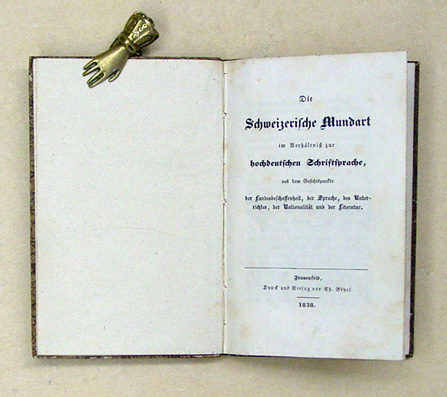 Die
Schweizerische Mundart
im Verhältniß zur
hochdeutschen Schriftsprache,
aus dem Gesichtspunkte
der Landesbeschaffenheit, der Sprache, des Unter-
richtes, der Nationalität und der Literatur.
Frauenfeld,
Druck und Verlag von Ch. Beyel.
1838.